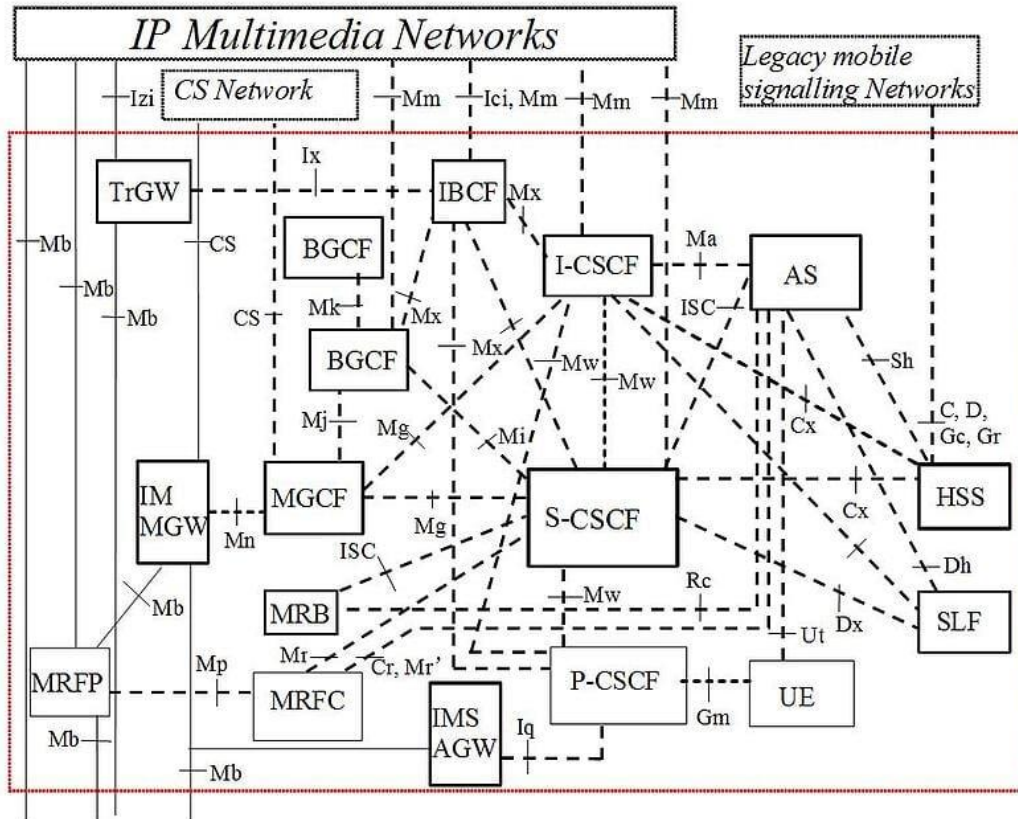 IP Multimedia Networks
Legacy mobile
signalling Networks
CS Network
Izi
Mm
Ici, Mm
Mm
Mm
Ix
TrGW
IBCF
Mx
BGCF
I-CSCF
Ma
AS
Mb
CS
Mb
Mk
Mx
ISC
Mb
CS
BGCF
Mx
Mw
Mw
Sh
Cx
C, D,
Gc, Gr
Mj
Mg
Mi
IM
MGW
MGCF
S-CSCF
Cx
HSS
Mn
Mg
ISC
Mb
MRB
Mw
Rc
Dh
Dx
SLF
Ut
MRFP
Mp
Mr
Cr, Mr’
MRFC
P-CSCF
UE
Gm
Mb
IMS
AGW
Iq
Mb